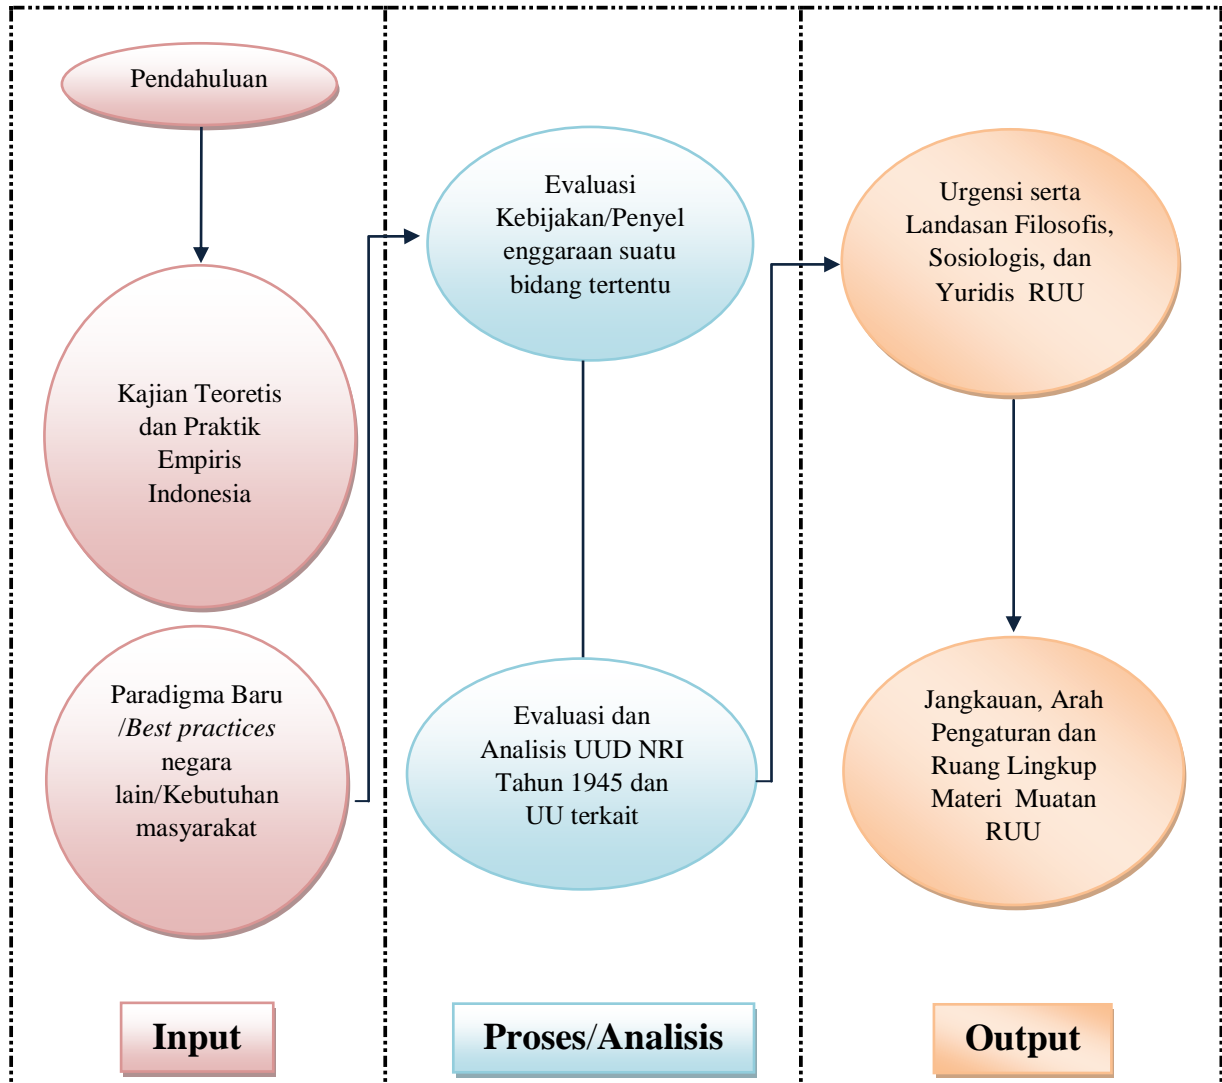 Pendahuluan
Kajian Teoretis
dan Praktik
Empiris
Indonesia
Paradigma Baru
/Best practices
negara
lain/Kebutuhan
masyarakat
Input
Evaluasi
Kebijakan/Penyel
enggaraan suatu
bidang tertentu
Evaluasi dan
Analisis UUD NRI
Tahun 1945 dan
UU terkait
Proses/Analisis
Urgensi serta
Landasan Filosofis,
Sosiologis, dan
Yuridis RUU
Jangkauan, Arah
Pengaturan dan
Ruang Lingkup
Materi Muatan
RUU
Output